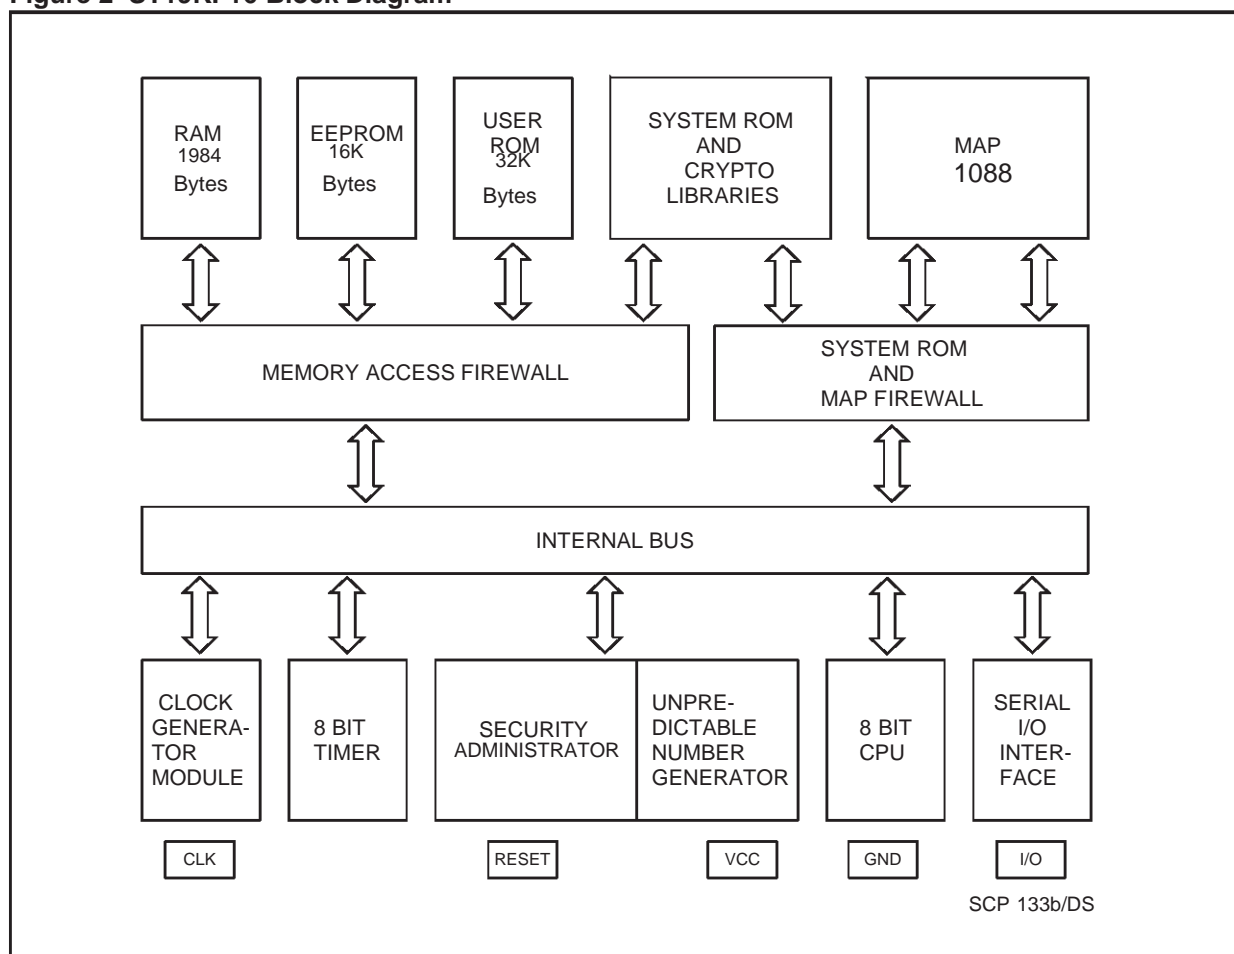 RAM
1984
Bytes
EEPROM
16K
Bytes
USER
ROM
32K
Bytes
SYSTEM ROM
AND
CRYPTO
LIBRARIES
MAP
1088
MEMORY ACCESS FIREWALL
SYSTEM ROM
AND
MAP FIREWALL
INTERNAL BUS
CLOCK
GENERA-
TOR
MODULE
8 BIT
TIMER
SECURITY
ADMINISTRATOR
UNPRE-
DICTABLE
NUMBER
GENERATOR
8 BIT
CPU
SERIAL
I/O
INTER-
FACE
CLK
RESET
VCC
GND
I/O
SCP 133b/DS